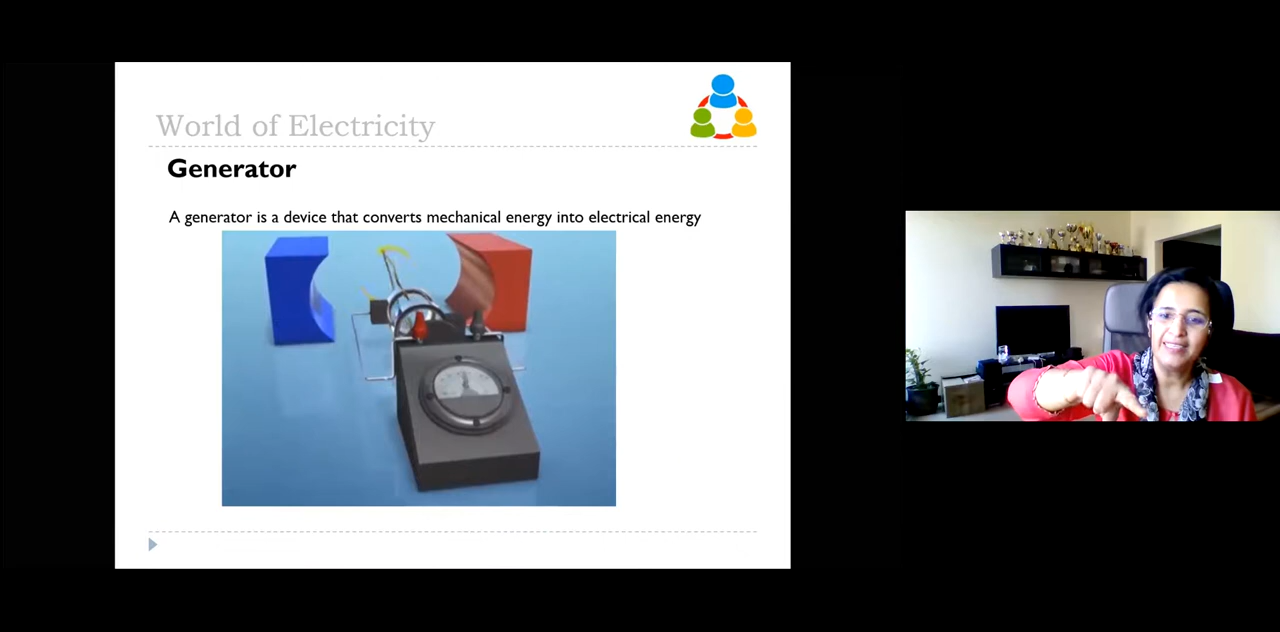 World of Electricity
Generator
A generator is a device that converts mechanical energy into electrical energy